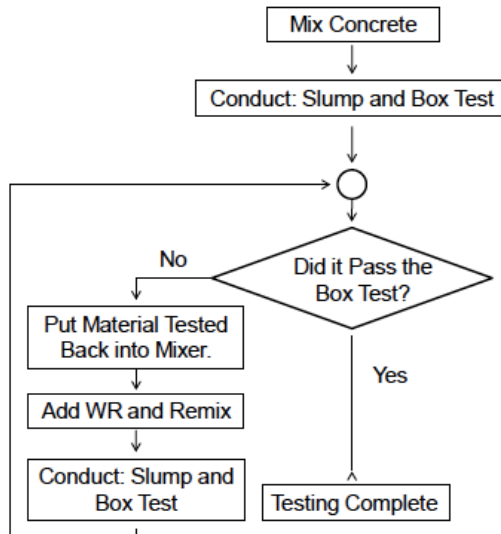 Mix Concrete
Conduct: Slump and Box Test
Did it Pass the
Box Test?
No
Put Material Tested
Back into Mixer.
Add WR and Remix
Conduct: Slump and
Box Test
Yes
Testing Complete